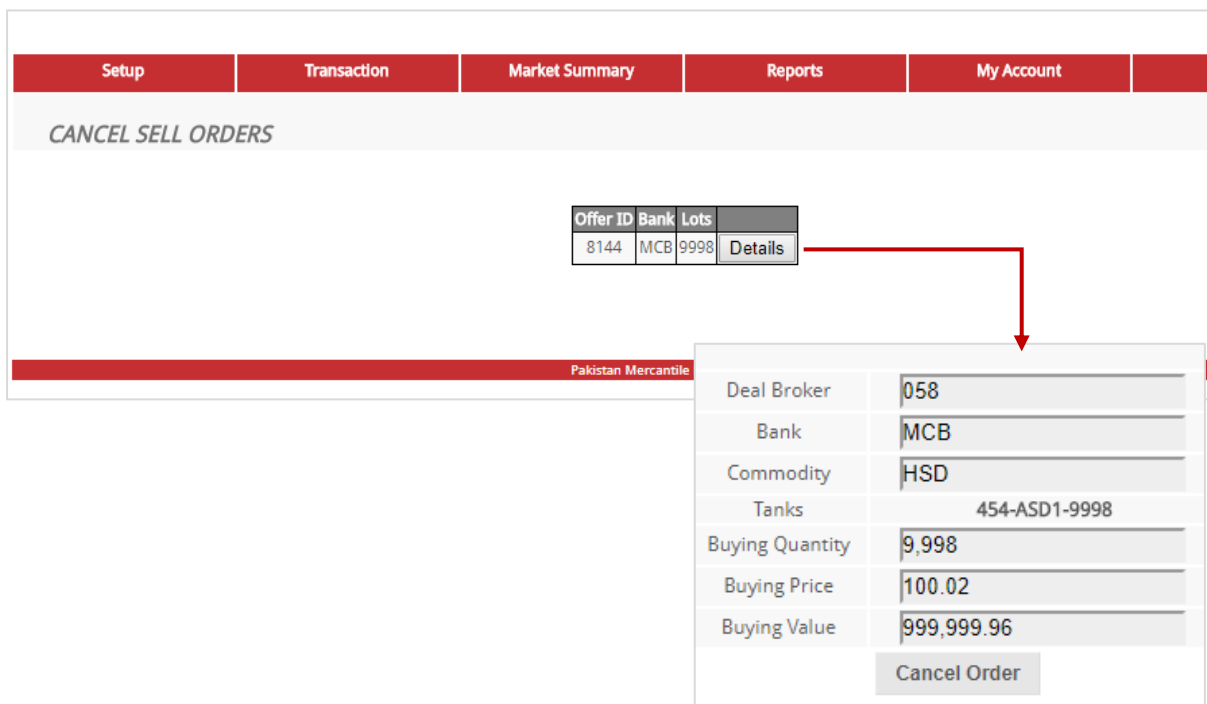 Setup Transaction Market Summary Reports My Account
CANCEL SELL ORDERS
Offer ID Bank Lots
8144 MCB 9998 Details
Pakistan Mercantile
Deal Broker 058
Bank MCB
Commodity HSD
Tanks 454-ASD1-9998
Buying Quantity 9,998
Buying Price 100.02
Buying Value 999,999.96
Cancel Order